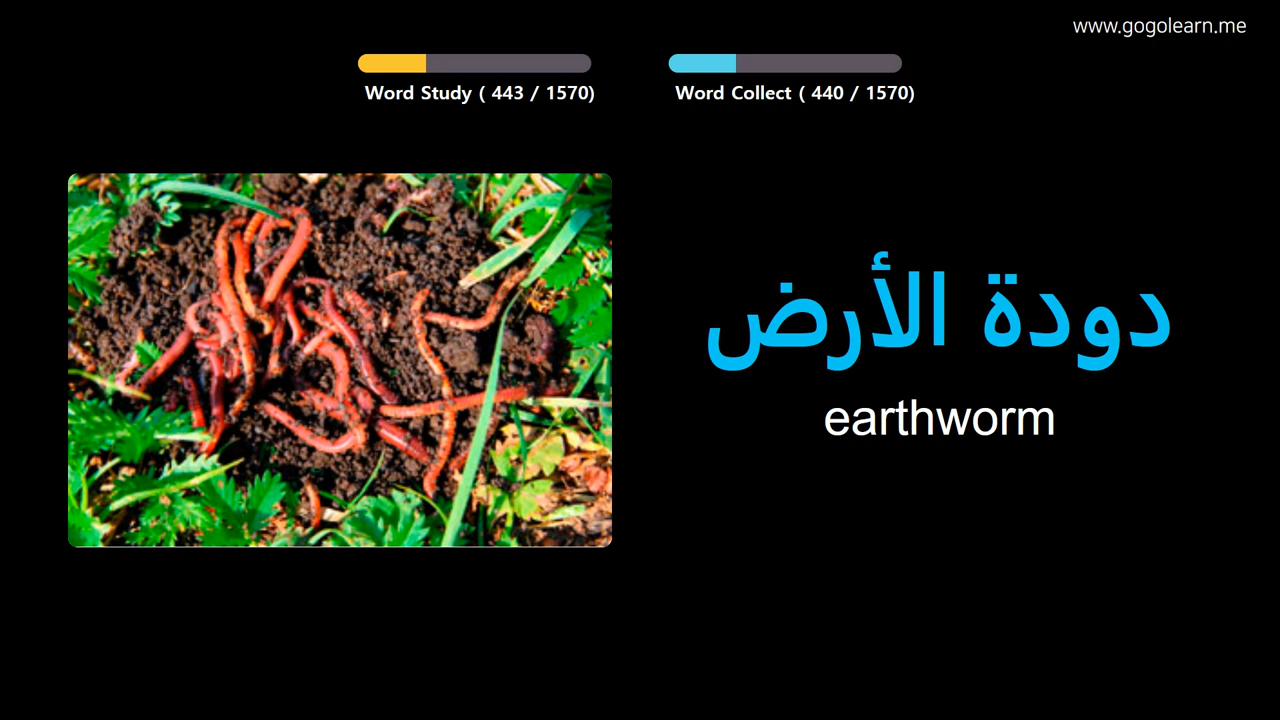 www.gogolearn.me
Word Study ( 443 / 1570)
Word Collect ( 440 / 1570)
دودة الأرض
earthworm